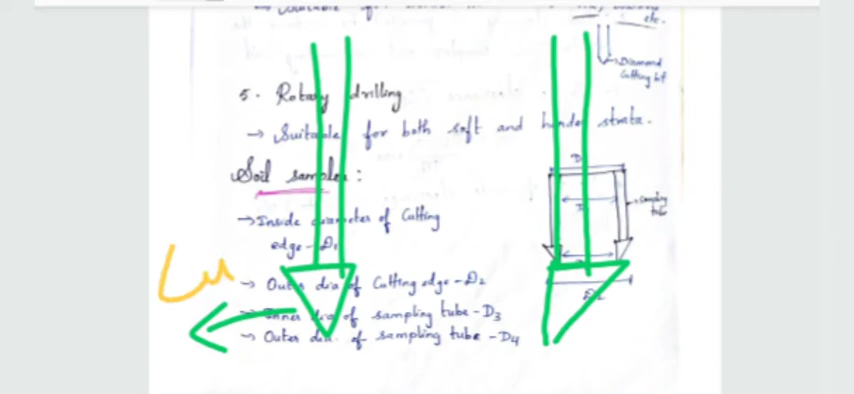 etc.
Diamond
Cutting bit
5. Rotary drilling
→ Suitable for both soft and harder strata.
Soil sampler:
D
→ Inside diameter of Cutting
edge - D1
sampling
tube
→ Outer dia of Cutting edge - D2
D2
→ Inner dia of sampling tube - D3
→ Outer dia. of sampling tube - D4